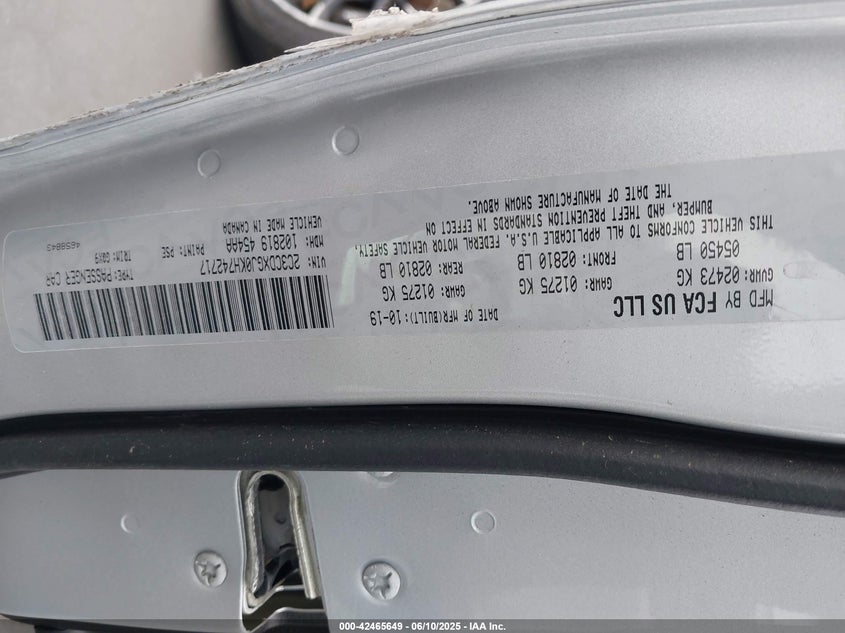 MFD BY FCA US LLC
DATE OF MFR(BUILT): 10-19
GVWR: 02473 KG
GAWR: 01275 KG
GAWR: 01275 KG
05450 LB
FRONT: 02810 LB
REAR: 02810 LB
THIS VEHICLE CONFORMS TO ALL APPLICABLE U.S.A. FEDERAL MOTOR VEHICLE SAFETY,
BUMPER, AND THEFT PREVENTION STANDARDS IN EFFECT ON
THE DATE OF MANUFACTURE SHOWN ABOVE.
VIN: 2C3CDXGJ0KH742717
TYPE: PASSENGER CAR
MDH: 102819 454AA
PAINT: PSE
TRIM: GGX9
VEHICLE MADE IN CANADA
4658843
000-42465649 - 06/10/2025 - IAA Inc.